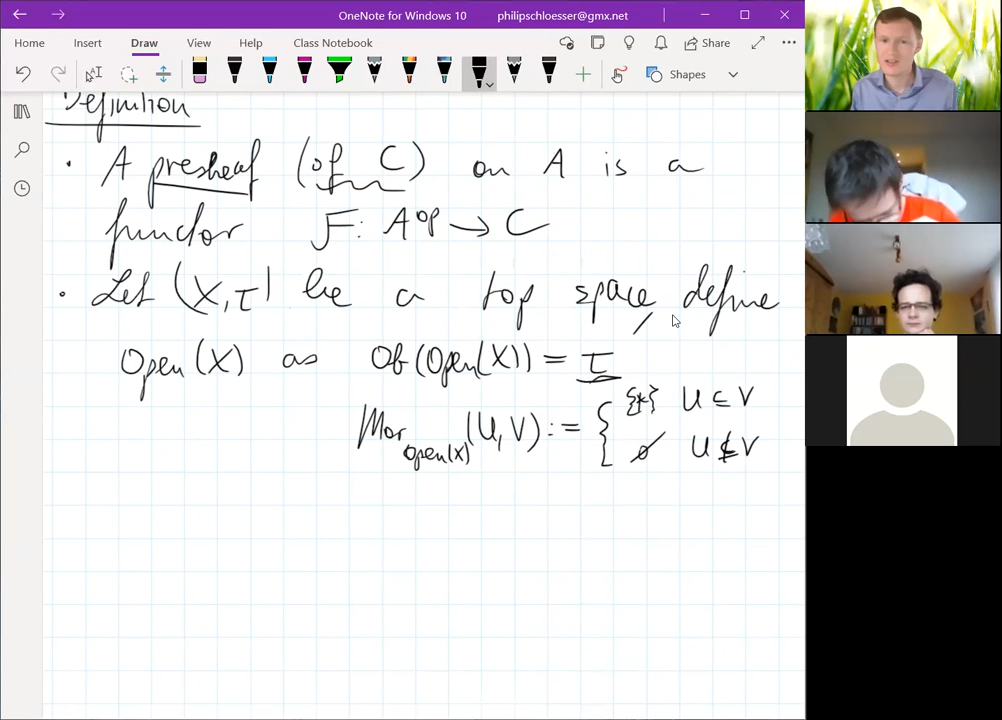 OneNote for Windows 10 philipschloesser@gmx.net
Home Insert Draw View Help Class Notebook Share
Shapes
Definition
• A presheaf (of C) on A is a
functor F: A^op → C
• Let (X, τ) be a top space, define
Open(X) as Ob(Open(X)) = τ
Mor_Open(X)(U, V) := { {*} U ⊆ V
∅ U ⊈ V